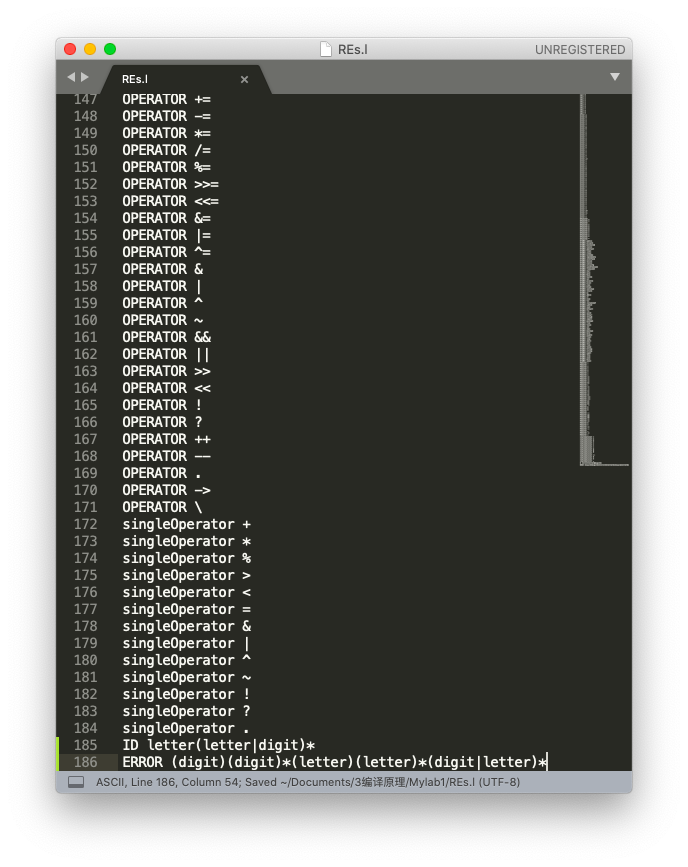 REs.l
UNREGISTERED
REs.l
147 OPERATOR +=
148 OPERATOR -=
149 OPERATOR *=
150 OPERATOR /=
151 OPERATOR %=
152 OPERATOR >>=
153 OPERATOR <<=
154 OPERATOR &=
155 OPERATOR |=
156 OPERATOR ^=
157 OPERATOR &
158 OPERATOR |
159 OPERATOR ^
160 OPERATOR ~
161 OPERATOR &&
162 OPERATOR ||
163 OPERATOR >>
164 OPERATOR <<
165 OPERATOR !
166 OPERATOR ?
167 OPERATOR ++
168 OPERATOR --
169 OPERATOR .
170 OPERATOR ->
171 OPERATOR \
172 singleOperator +
173 singleOperator *
174 singleOperator %
175 singleOperator >
176 singleOperator <
177 singleOperator =
178 singleOperator &
179 singleOperator |
180 singleOperator ^
181 singleOperator ~
182 singleOperator !
183 singleOperator ?
184 singleOperator .
185 ID letter(letter|digit)*
186 ERROR (digit)(digit)*(letter)(letter)*(digit|letter)*
ASCII, Line 186, Column 54; Saved ~/Documents/3编译原理/Mylab1/REs.l (UTF-8)